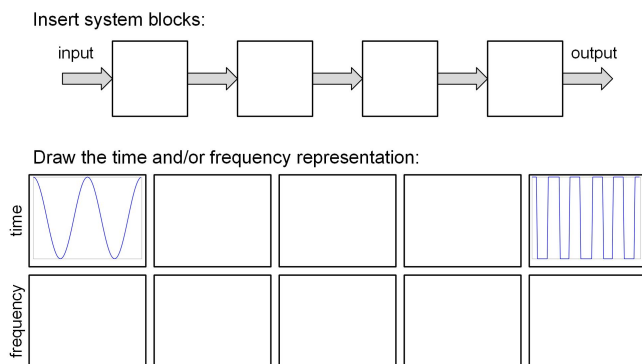 Insert system blocks:
input
output
Draw the time and/or frequency representation:
time
frequency